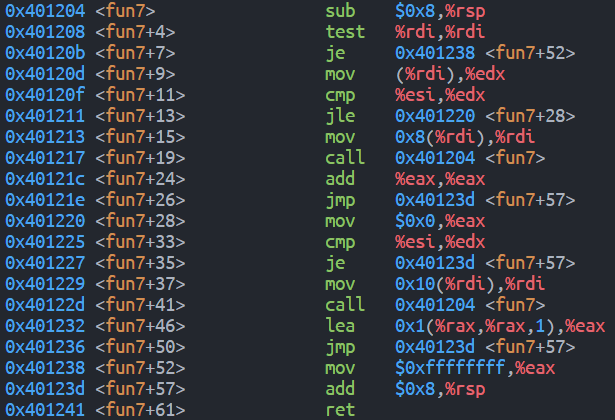 0x401204 <fun7> sub $0x8,%rsp
0x401208 <fun7+4> test %rdi,%rdi
0x40120b <fun7+7> je 0x401238 <fun7+52>
0x40120d <fun7+9> mov (%rdi),%edx
0x40120f <fun7+11> cmp %esi,%edx
0x401211 <fun7+13> jle 0x401220 <fun7+28>
0x401213 <fun7+15> mov 0x8(%rdi),%rdi
0x401217 <fun7+19> call 0x401204 <fun7>
0x40121c <fun7+24> add %eax,%eax
0x40121e <fun7+26> jmp 0x40123d <fun7+57>
0x401220 <fun7+28> mov $0x0,%eax
0x401225 <fun7+33> cmp %esi,%edx
0x401227 <fun7+35> je 0x40123d <fun7+57>
0x401229 <fun7+37> mov 0x10(%rdi),%rdi
0x40122d <fun7+41> call 0x401204 <fun7>
0x401232 <fun7+46> lea 0x1(%rax,%rax,1),%eax
0x401236 <fun7+50> jmp 0x40123d <fun7+57>
0x401238 <fun7+52> mov $0xffffffff,%eax
0x40123d <fun7+57> add $0x8,%rsp
0x401241 <fun7+61> ret